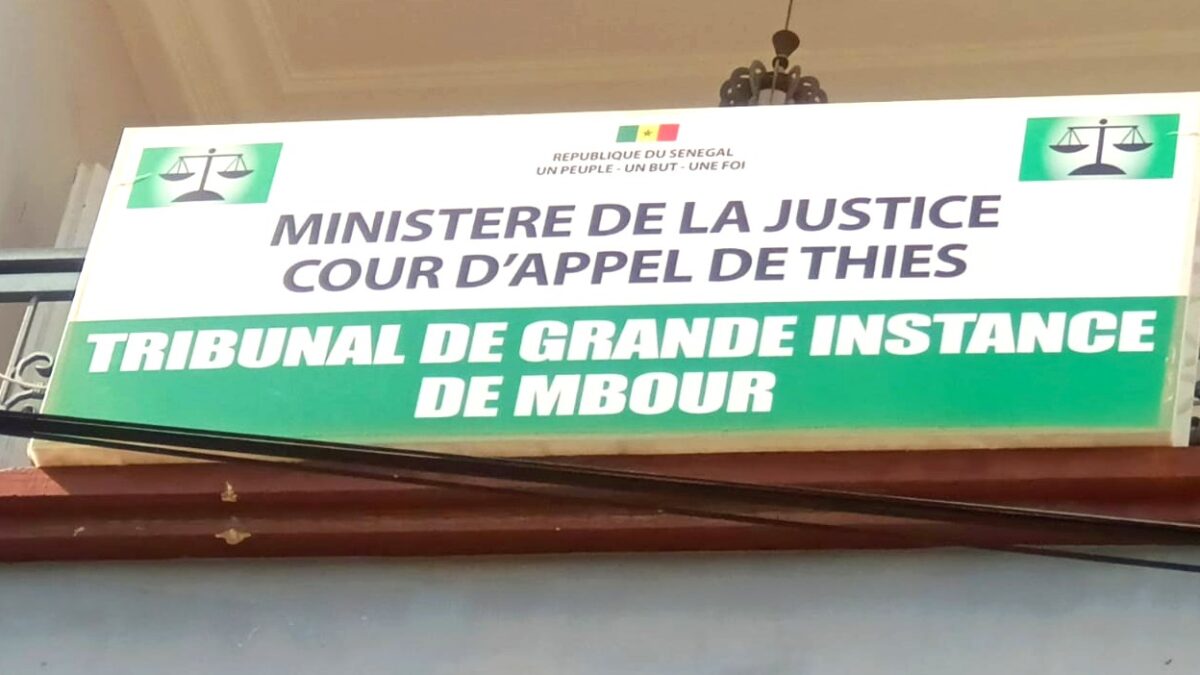 REPUBLIQUE DU SENEGAL
UN PEUPLE - UN BUT - UNE FOI
MINISTERE DE LA JUSTICE
COUR D'APPEL DE THIES
TRIBUNAL DE GRANDE INSTANCE
DE MBOUR